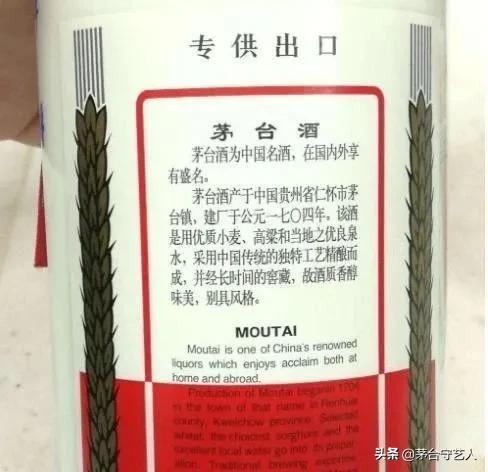 专供出口
茅台酒
茅台酒为中国名酒，在国内外享
有盛名。
茅台酒产于中国贵州省仁怀市茅
台镇，建厂于公元一七〇四年。该酒
是用优质小麦、高粱和当地之优良泉
水，采用中国传统的独特工艺精酿而
成，并经长时间的窖藏，故酒质香醇
味美，别具风格。
MOUTAI
Moutai is one of China's renowned
liquors which enjoys acclaim both at
home and abroad.
Production of Moutai began in 1704
in the town of that name in Renhuai
county, Kweichow province. Selected
wheat, the choicest sorghum and the
excellent local water go into its prepar-
ation. Traditional brewing expertise
头条 @茅台守艺人